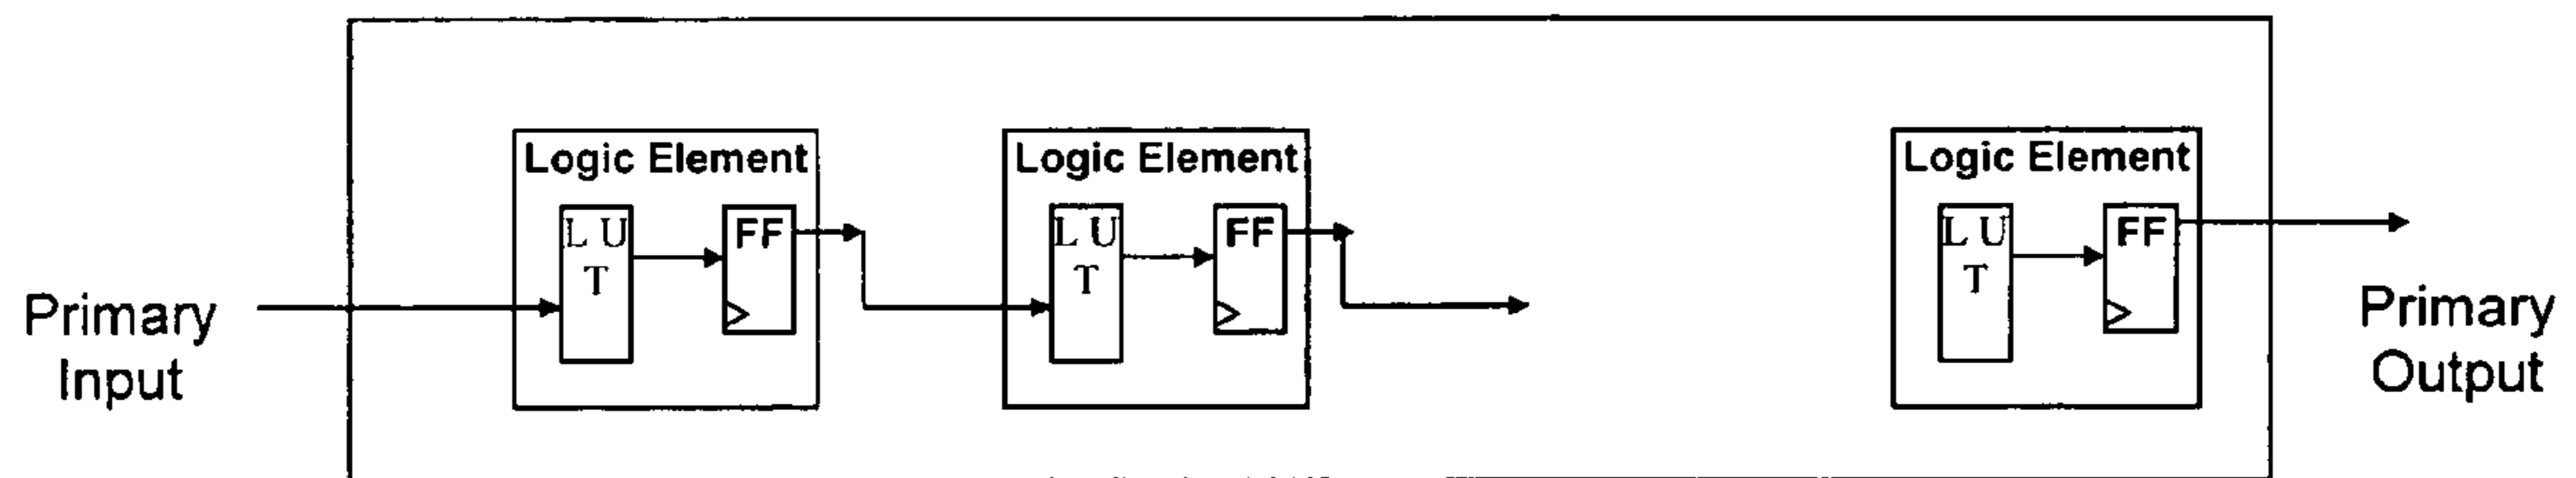 Logic Element
Logic Element
Logic Element
L U
T
FF
L U
T
FF
L U
T
FF
Primary
Input
Primary
Output